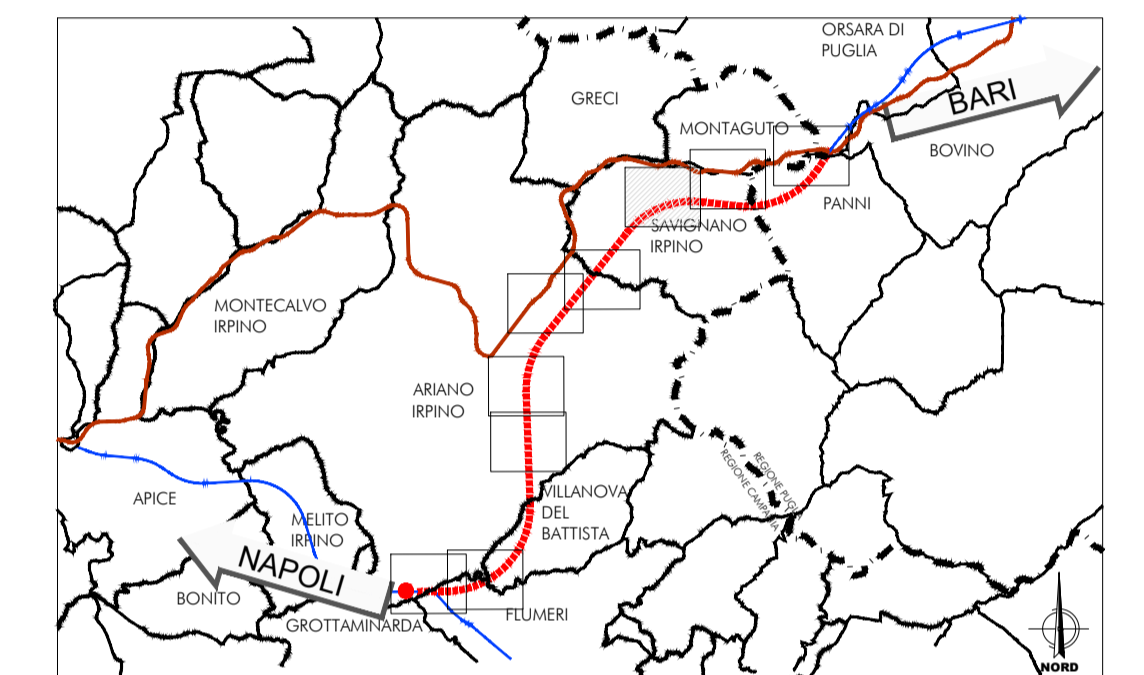 ORSARA DI
PUGLIA
GRECI
BARI
MONTAGUTO
BOVINO
PANNI
SAVIGNANO
IRPINO
MONTECALVO
IRPINO
ARIANO
IRPINO
REGIONE PUGLIA
REGIONE CAMPANIA
APICE
VILLANOVA
DEL
BATTISTA
MELITO
IRPINO
NAPOLI
BONITO
GROTTAMINARDA
FLUMERI
NORD